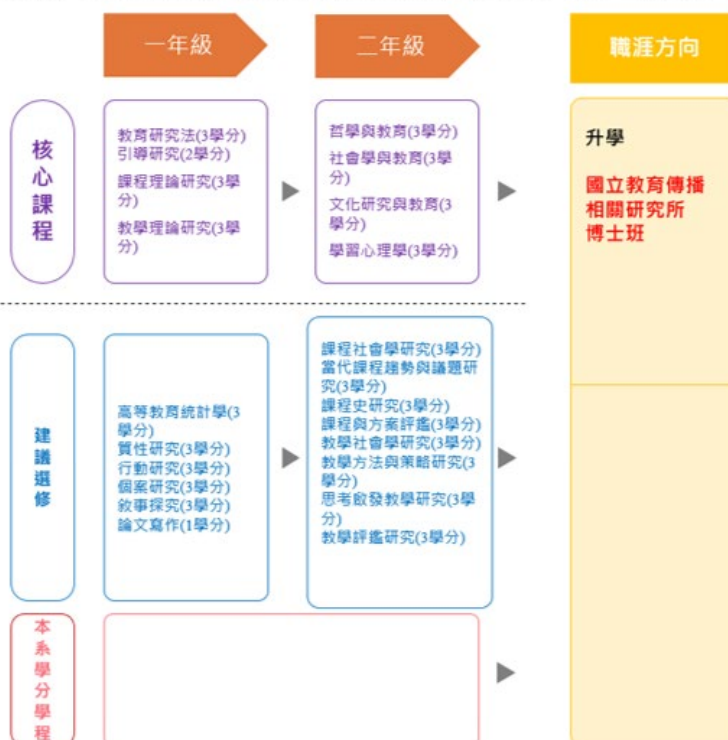 一年級
二年級
職涯方向
核心課程
教育研究法(3學分)
引導研究(2學分)
課程理論研究(3學
分)
教學理論研究(3學
分)
哲學與教育(3學分)
社會學與教育(3學
分)
文化研究與教育(3
學分)
學習心理學(3學分)
升學
國立教育傳播
相關研究所
博士班
建議選修
高等教育統計學(3
學分)
質性研究(3學分)
行動研究(3學分)
個案研究(3學分)
敘事探究(3學分)
論文寫作(1學分)
課程社會學研究(3學分)
當代課程趨勢與議題研
究(3學分)
課程史研究(3學分)
課程與方案評鑑(3學分)
教學社會學研究(3學分)
教學方法與策略研究(3
學分)
思考啟發教學研究(3學
分)
教學評鑑研究(3學分)
本系學分學程